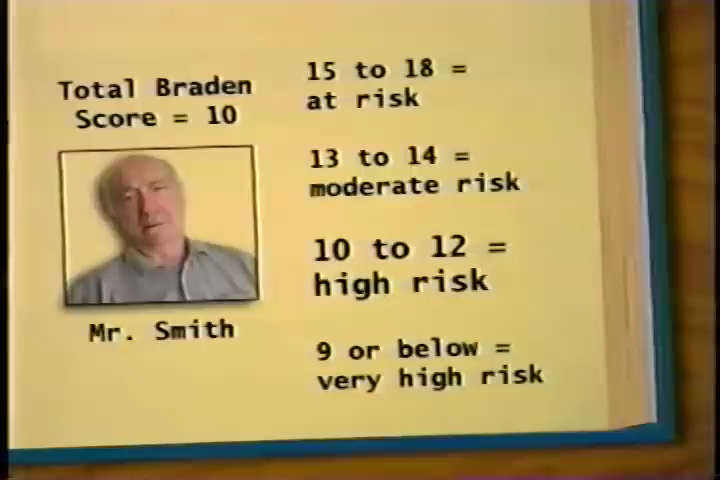 Total Braden
Score = 10
Mr. Smith
15 to 18 =
at risk
13 to 14 =
moderate risk
10 to 12 =
high risk
9 or below =
very high risk